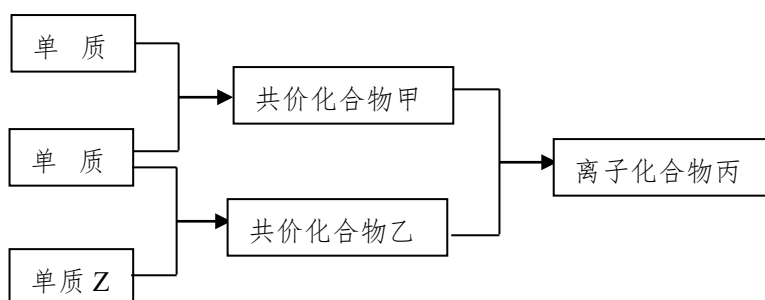 单 质
共价化合物甲
单 质
离子化合物丙
共价化合物乙
单质 Z